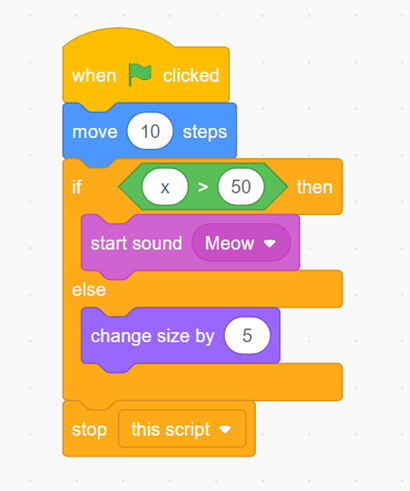 when clicked
move 10 steps
if x > 50 then
start sound Meow
else
change size by 5
stop this script